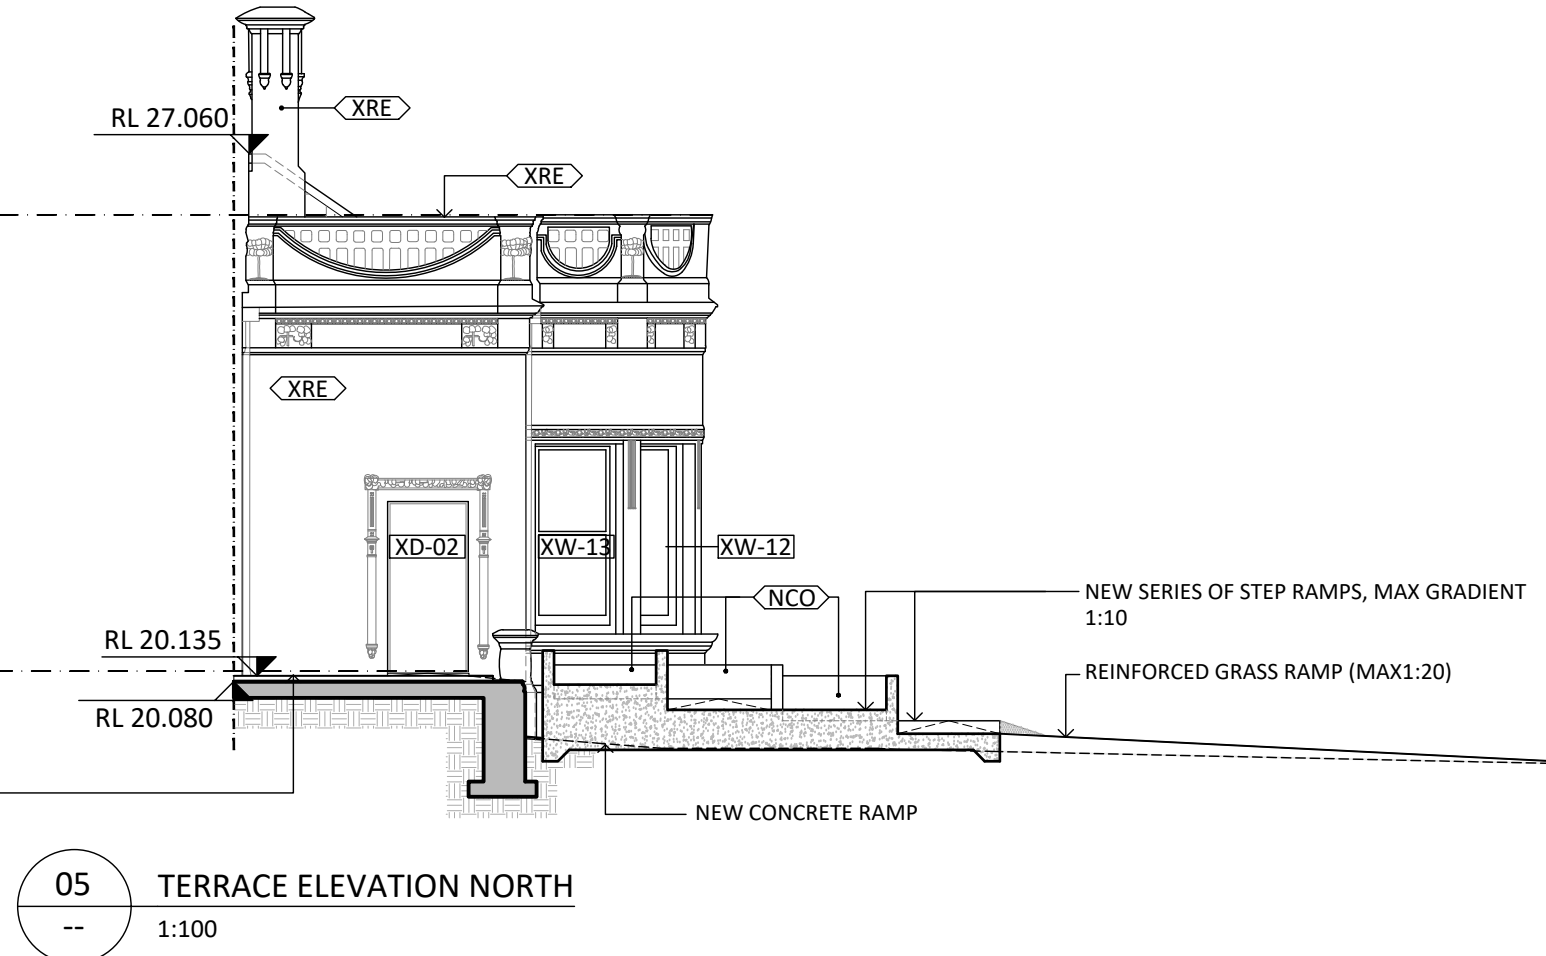 XRE
RL 27.060
XRE
XRE
XD-02
XW-13
XW-12
NCO
NEW SERIES OF STEP RAMPS, MAX GRADIENT
1:10
RL 20.135
REINFORCED GRASS RAMP (MAX1:20)
RL 20.080
NEW CONCRETE RAMP
05
--
TERRACE ELEVATION NORTH
1:100